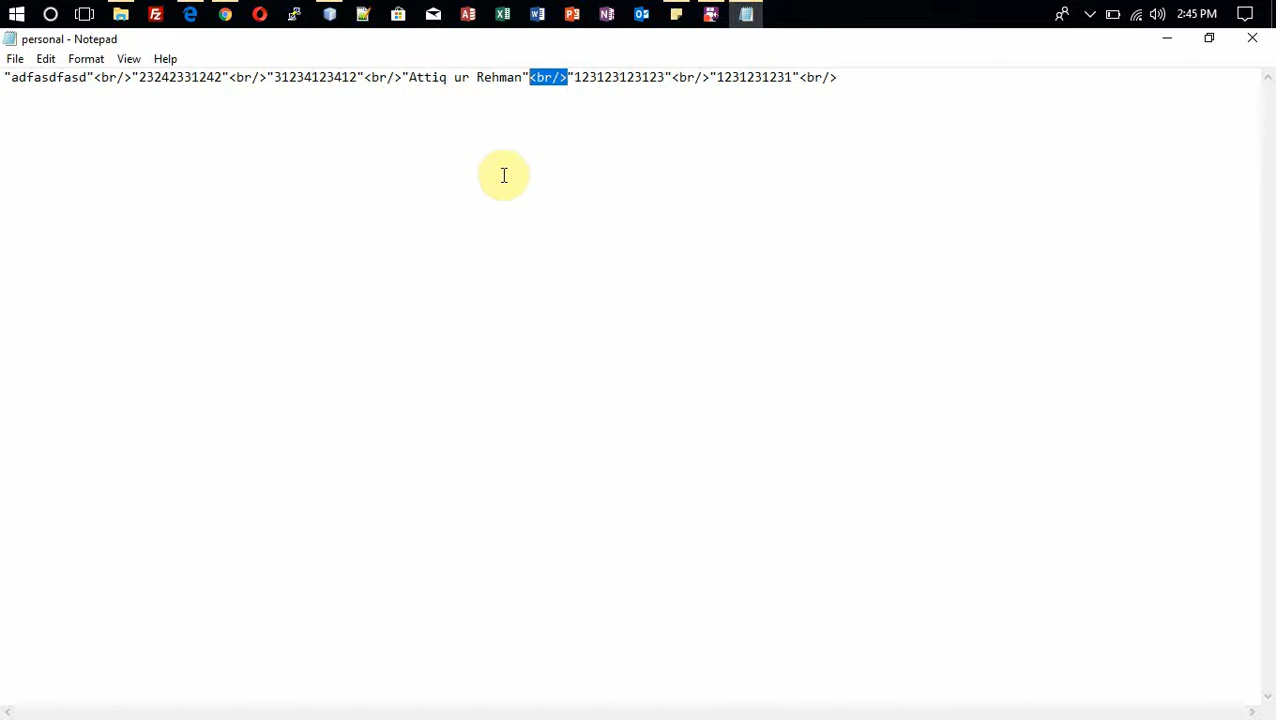 2:45 PM
personal - Notepad
File Edit Format View Help
"adfasdfasd"<br/>"23242331242"<br/>"31234123412"<br/>"Attiq ur Rehman"<br/>"123123123123"<br/>"1231231231"<br/>